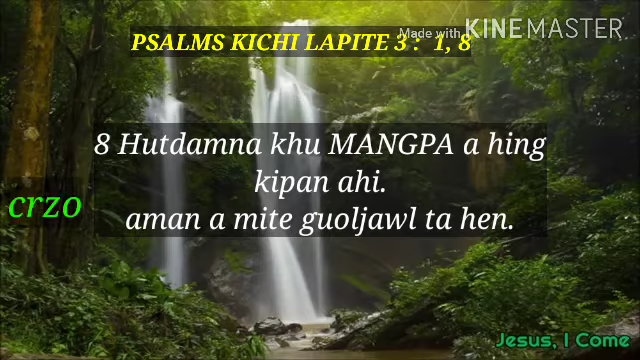 Made with KINEMASTER
PSALMS KICHI LAPITE 3 : 1, 8
8 Hutdamna khu MANGPA a hing
kipan ahi.
aman a mite guoljawl ta hen.
crzo
Jesus, I Come